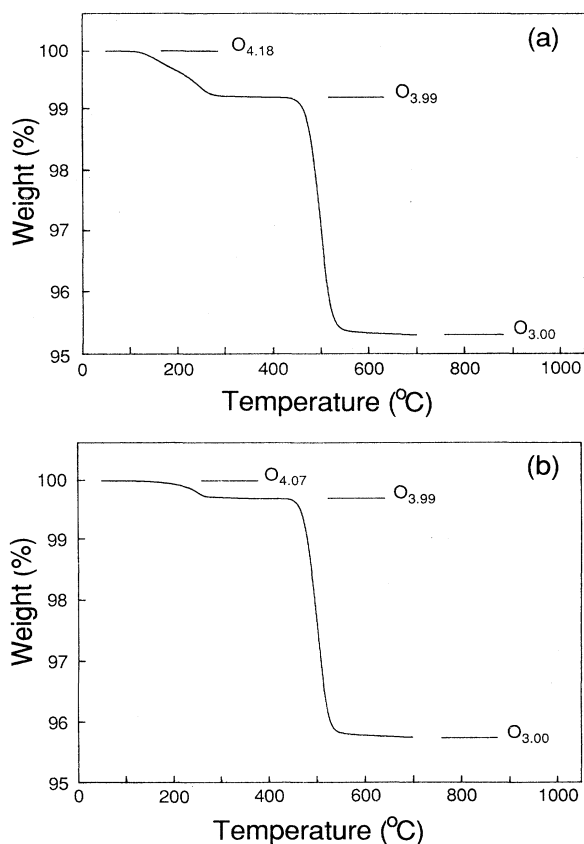 (a)
100
O4.18
99
O3.99
98
97
96
95
O3.00
Weight (%)
0 200 400 600 800 1000
Temperature (°C)
(b)
100
O4.07
99
O3.99
98
97
96
95
O3.00
Weight (%)
0 200 400 600 800 1000
Temperature (°C)